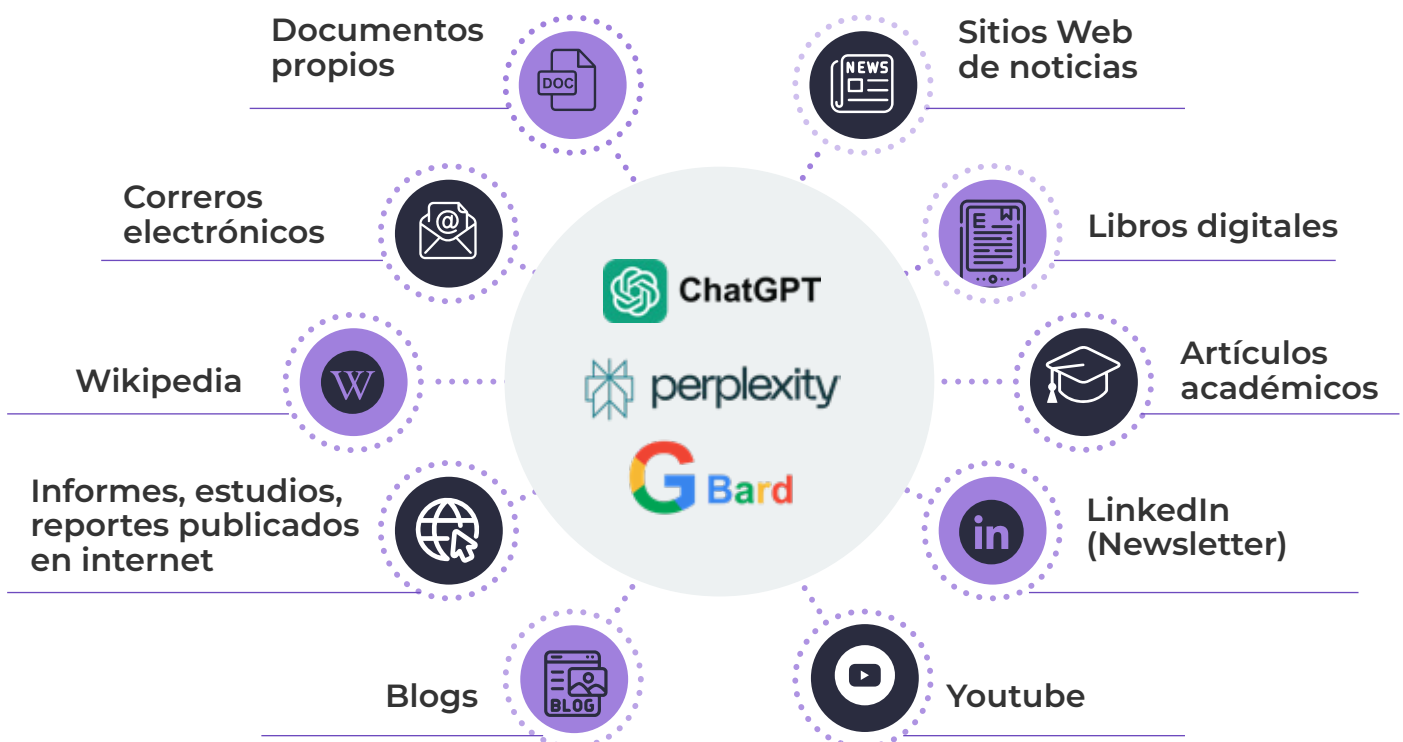 Documentos
propios
DOC
Sitios Web
de noticias
NEWS
Correros
electrónicos
@
Libros digitales
E
ChatGPT
Wikipedia
W
perplexity
Artículos
académicos
G Bard
Informes, estudios,
reportes publicados
en internet
LinkedIn
(Newsletter)
in
Blogs
BLOG
Youtube